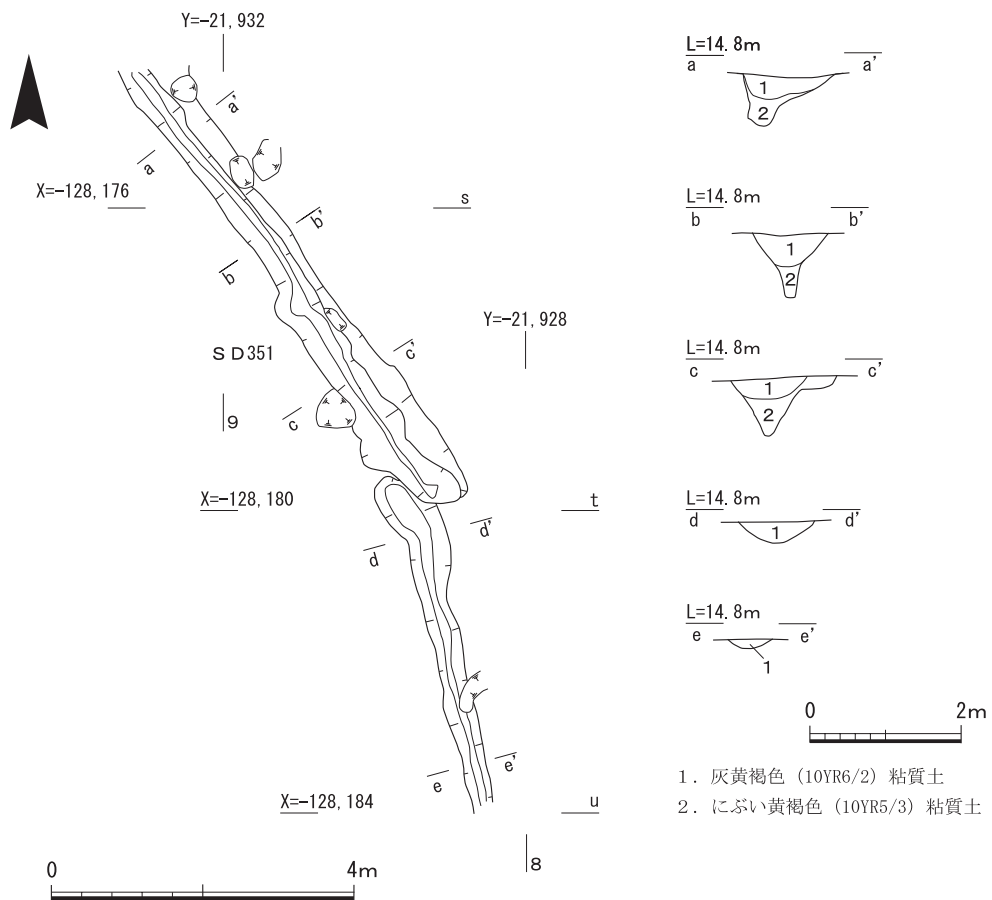 Y=-21,932
a'
a
X=-128,176
s
b'
b
Y=-21,928
SD351
c'
c
9
X=-128,180
t
d'
d
e'
e
X=-128,184
u
8
0 4m
L=14.8m
a a'
1
2
L=14.8m
b b'
1
2
L=14.8m
c c'
1
2
L=14.8m
d d'
1
L=14.8m
e e'
1
0 2m
1．灰黄褐色（10YR6/2）粘質土
2．にぶい黄褐色（10YR5/3）粘質土